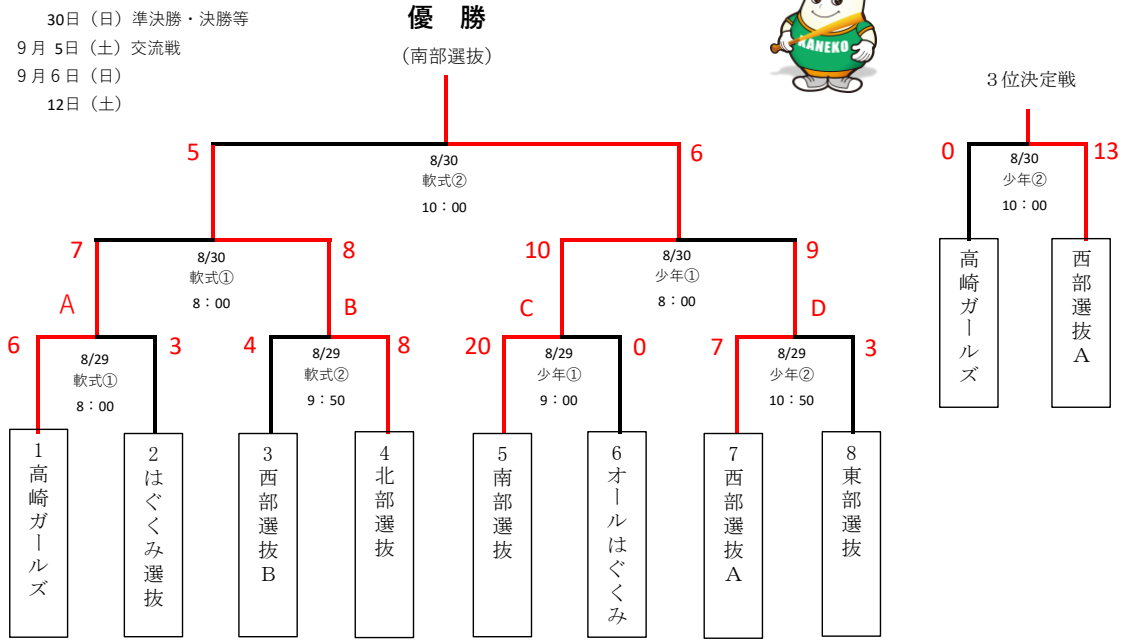 30日（日）準決勝・決勝等
９月 5日（土）交流戦
９月６日（日）
12日（土）
優 勝
（南部選抜）
KANEKO
３位決定戦
5
8/30
軟式②
10：00
6
0
8/30
少年②
10：00
13
高崎ガールズ
西部選抜Ａ
7
8/30
軟式①
8：00
8
10
8/30
少年①
8：00
9
A
B
C
D
6
8/29
軟式①
8：00
3
4
8/29
軟式②
9：50
8
20
8/29
少年①
9：00
0
7
8/29
少年②
10：50
3
１高崎ガールズ
２はぐくみ選抜
３西部選抜Ｂ
４北部選抜
５南部選抜
６オールはぐくみ
７西部選抜Ａ
８東部選抜